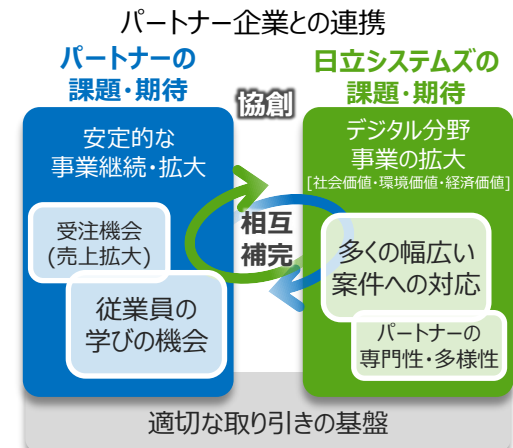 パートナー企業との連携
パートナーの
課題・期待
協創
日立システムズの
課題・期待
安定的な
事業継続・拡大
デジタル分野
事業の拡大
[社会価値・環境価値・経済価値]
受注機会
(売上拡大)
従業員の
学びの機会
相互
補完
多くの幅広い
案件への対応
パートナーの
専門性・多様性
適切な取り引きの基盤